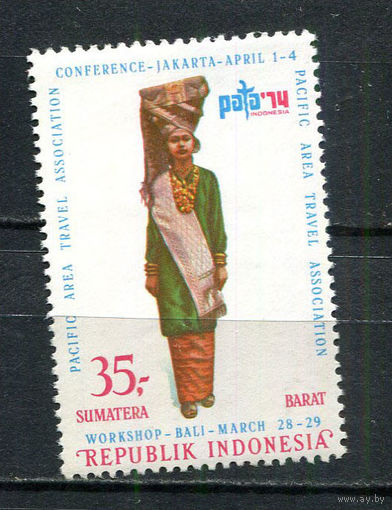 CONFERENCE-JAKARTA-APRIL 1-4
PACIFIC AREA TRAVEL ASSOCIATION
PACIFIC AREA TRAVEL ASSOCIATION
pata '74
INDONESIA
35,-
SUMATERA BARAT
WORKSHOP-BALI-MARCH 28-29
REPUBLIK INDONESIA
www.ay.by